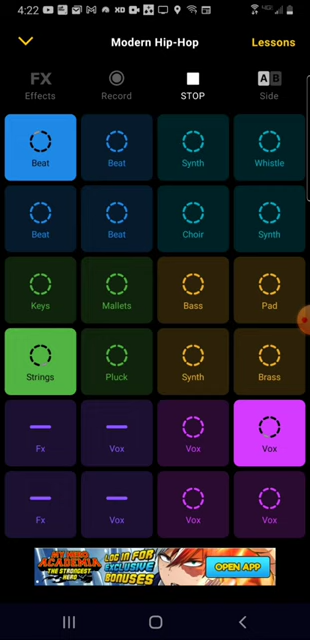 4:22
Modern Hip-Hop
Lessons
FX
A B
Effects
Record
STOP
Side
Beat
Beat
Synth
Whistle
Beat
Beat
Choir
Synth
Keys
Mallets
Bass
Pad
Strings
Pluck
Synth
Brass
Fx
Vox
Vox
Vox
Fx
Vox
Vox
Vox
MY HERO
ACADEMIA
THE STRONGEST
HERO
LOG IN FOR
EXCLUSIVE
BONUSES
OPEN APP